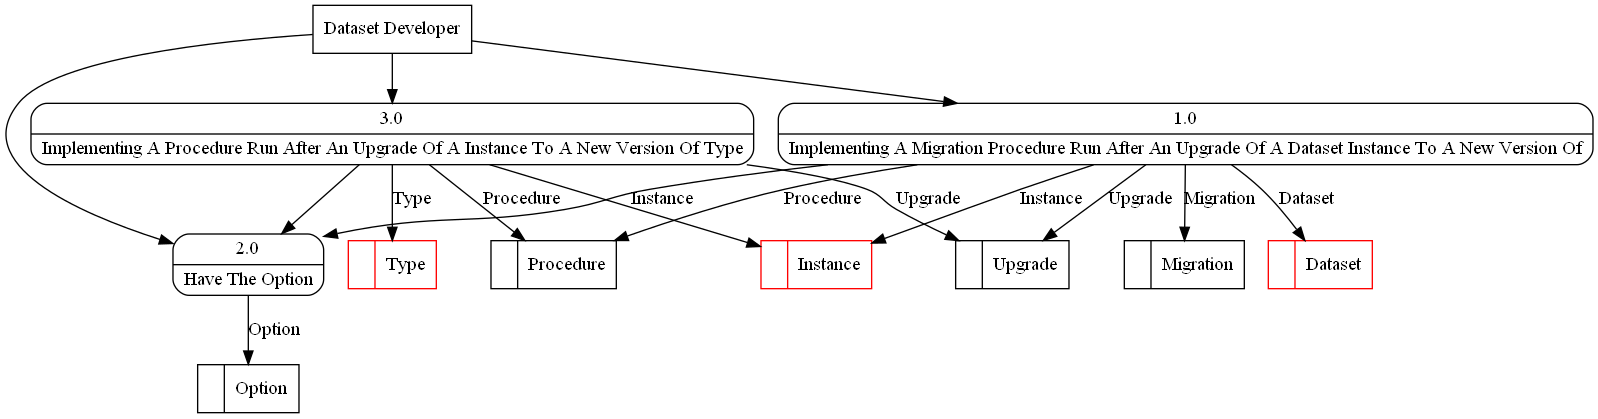 Dataset Developer
3.0
Implementing A Procedure Run After An Upgrade Of A Instance To A New Version Of Type
1.0
Implementing A Migration Procedure Run After An Upgrade Of A Dataset Instance To A New Version Of
Type
Procedure
Instance
Procedure
Upgrade
Instance
Upgrade
Migration
Dataset
2.0
Have The Option
Type
Procedure
Instance
Upgrade
Migration
Dataset
Option
Option